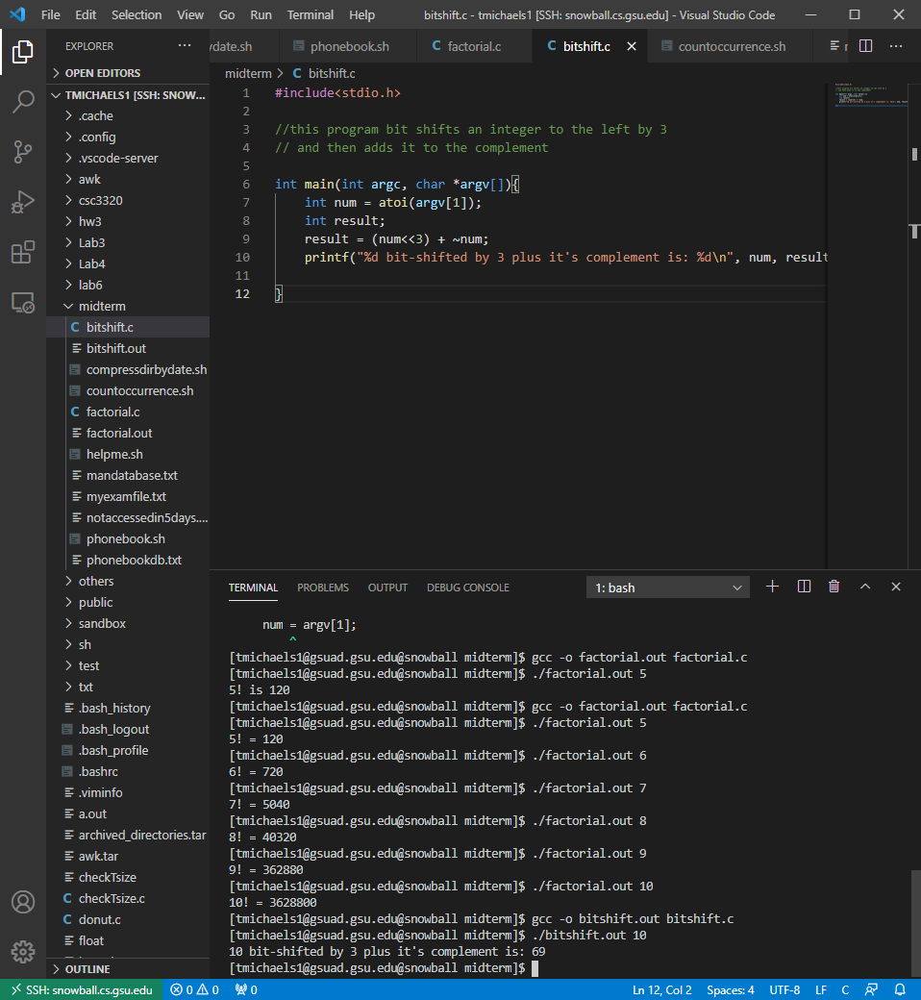 File Edit Selection View Go Run Terminal Help bitshift.c - tmichaels1 [SSH: snowball.cs.gsu.edu] - Visual Studio Code
EXPLORER ···
ydate.sh phonebook.sh factorial.c bitshift.c countoccurrence.sh
OPEN EDITORS
TMICHAELS1 [SSH: SNOW...
.cache
.config
.vscode-server
awk
csc3320
hw3
Lab3
Lab4
lab6
midterm
bitshift.c
bitshift.out
compressdirbydate.sh
countoccurrence.sh
factorial.c
factorial.out
helpme.sh
mandatabase.txt
myexamfile.txt
notaccessedin5days....
phonebook.sh
phonebookdb.txt
others
public
sandbox
sh
test
txt
.bash_history
.bash_logout
.bash_profile
.bashrc
.viminfo
a.out
archived_directories.tar
awk.tar
checkTsize
checkTsize.c
donut.c
float
OUTLINE
midterm > C bitshift.c
1 #include<stdio.h>
2
3 //this program bit shifts an integer to the left by 3
4 // and then adds it to the complement
5
6 int main(int argc, char *argv[]){
7 int num = atoi(argv[1]);
8 int result;
9 result = (num<<3) + ~num;
10 printf("%d bit-shifted by 3 plus it's complement is: %d\n", num, result
11
12 }
TERMINAL PROBLEMS OUTPUT DEBUG CONSOLE 1: bash
num = argv[1];
^
[tmichaels1@gsuad.gsu.edu@snowball midterm]$ gcc -o factorial.out factorial.c
[tmichaels1@gsuad.gsu.edu@snowball midterm]$ ./factorial.out 5
5! is 120
[tmichaels1@gsuad.gsu.edu@snowball midterm]$ gcc -o factorial.out factorial.c
[tmichaels1@gsuad.gsu.edu@snowball midterm]$ ./factorial.out 5
5! = 120
[tmichaels1@gsuad.gsu.edu@snowball midterm]$ ./factorial.out 6
6! = 720
[tmichaels1@gsuad.gsu.edu@snowball midterm]$ ./factorial.out 7
7! = 5040
[tmichaels1@gsuad.gsu.edu@snowball midterm]$ ./factorial.out 8
8! = 40320
[tmichaels1@gsuad.gsu.edu@snowball midterm]$ ./factorial.out 9
9! = 362880
[tmichaels1@gsuad.gsu.edu@snowball midterm]$ ./factorial.out 10
10! = 3628800
[tmichaels1@gsuad.gsu.edu@snowball midterm]$ gcc -o bitshift.out bitshift.c
[tmichaels1@gsuad.gsu.edu@snowball midterm]$ ./bitshift.out 10
10 bit-shifted by 3 plus it's complement is: 69
[tmichaels1@gsuad.gsu.edu@snowball midterm]$
SSH: snowball.cs.gsu.edu 0 0 0 Ln 12, Col 2 Spaces: 4 UTF-8 LF C